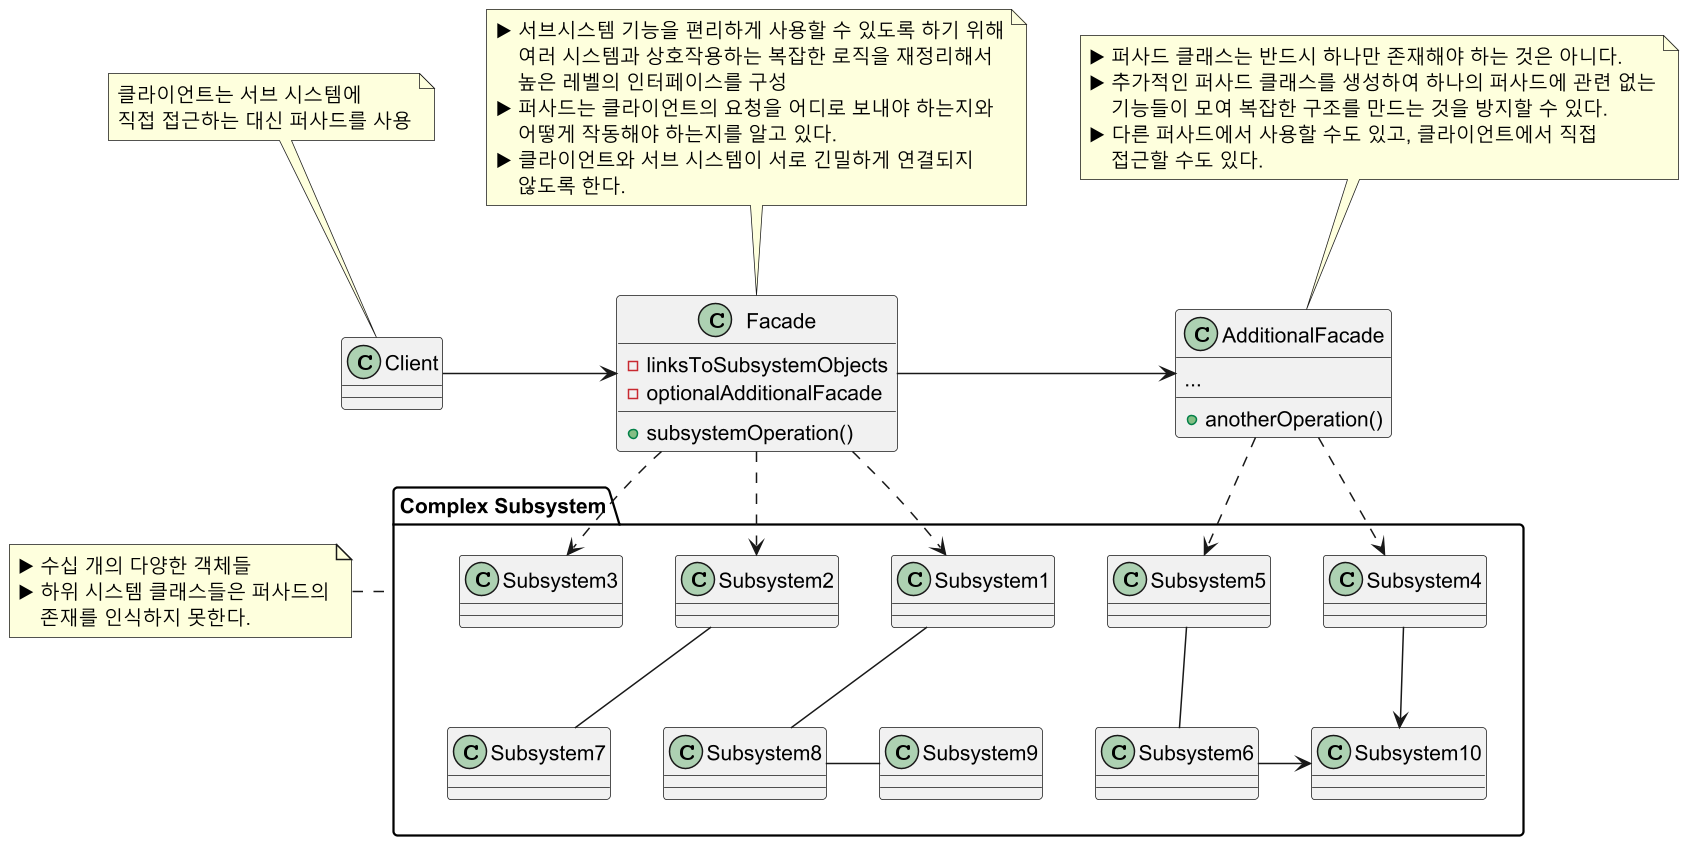 클라이언트는 서브 시스템에
직접 접근하는 대신 퍼사드를 사용
▶ 서브시스템 기능을 편리하게 사용할 수 있도록 하기 위해
여러 시스템과 상호작용하는 복잡한 로직을 재정리해서
높은 레벨의 인터페이스를 구성
▶ 퍼사드는 클라이언트의 요청을 어디로 보내야 하는지와
어떻게 작동해야 하는지를 알고 있다.
▶ 클라이언트와 서브 시스템이 서로 긴밀하게 연결되지
않도록 한다.
▶ 퍼사드 클래스는 반드시 하나만 존재해야 하는 것은 아니다.
▶ 추가적인 퍼사드 클래스를 생성하여 하나의 퍼사드에 관련 없는
기능들이 모여 복잡한 구조를 만드는 것을 방지할 수 있다.
▶ 다른 퍼사드에서 사용할 수도 있고, 클라이언트에서 직접
접근할 수도 있다.
C Client
C Facade
linksToSubsystemObjects
optionalAdditionalFacade
subsystemOperation()
C AdditionalFacade
...
anotherOperation()
Complex Subsystem
▶ 수십 개의 다양한 객체들
▶ 하위 시스템 클래스들은 퍼사드의
존재를 인식하지 못한다.
C Subsystem3
C Subsystem2
C Subsystem1
C Subsystem5
C Subsystem4
C Subsystem7
C Subsystem8
C Subsystem9
C Subsystem6
C Subsystem10